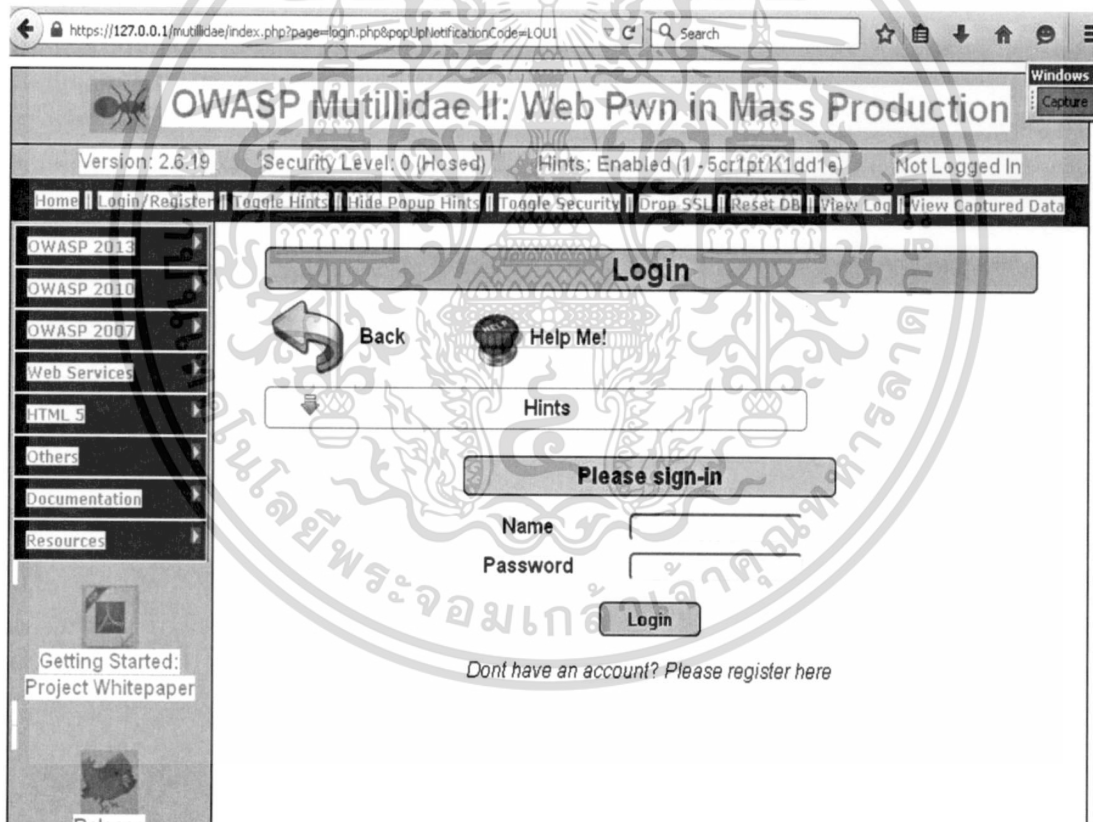 https://127.0.0.1/mutillidae/index.php?page=login.php&popUpNotificationCode=LOU1
Search
Windows
Capture
OWASP Mutillidae II: Web Pwn in Mass Production
Version: 2.6.19 Security Level: 0 (Hosed) Hints: Enabled (1 - 5cr1pt K1dd1e) Not Logged In
Home | Login/Register | Toggle Hints | Hide Popup Hints | Toggle Security | Drop SSL | Reset DB | View Log | View Captured Data
OWASP 2013
OWASP 2010
OWASP 2007
Web Services
HTML 5
Others
Documentation
Resources
Getting Started:
Project Whitepaper
Login
Back
Help Me!
Hints
Please sign-in
Name
Password
Login
Dont have an account? Please register here